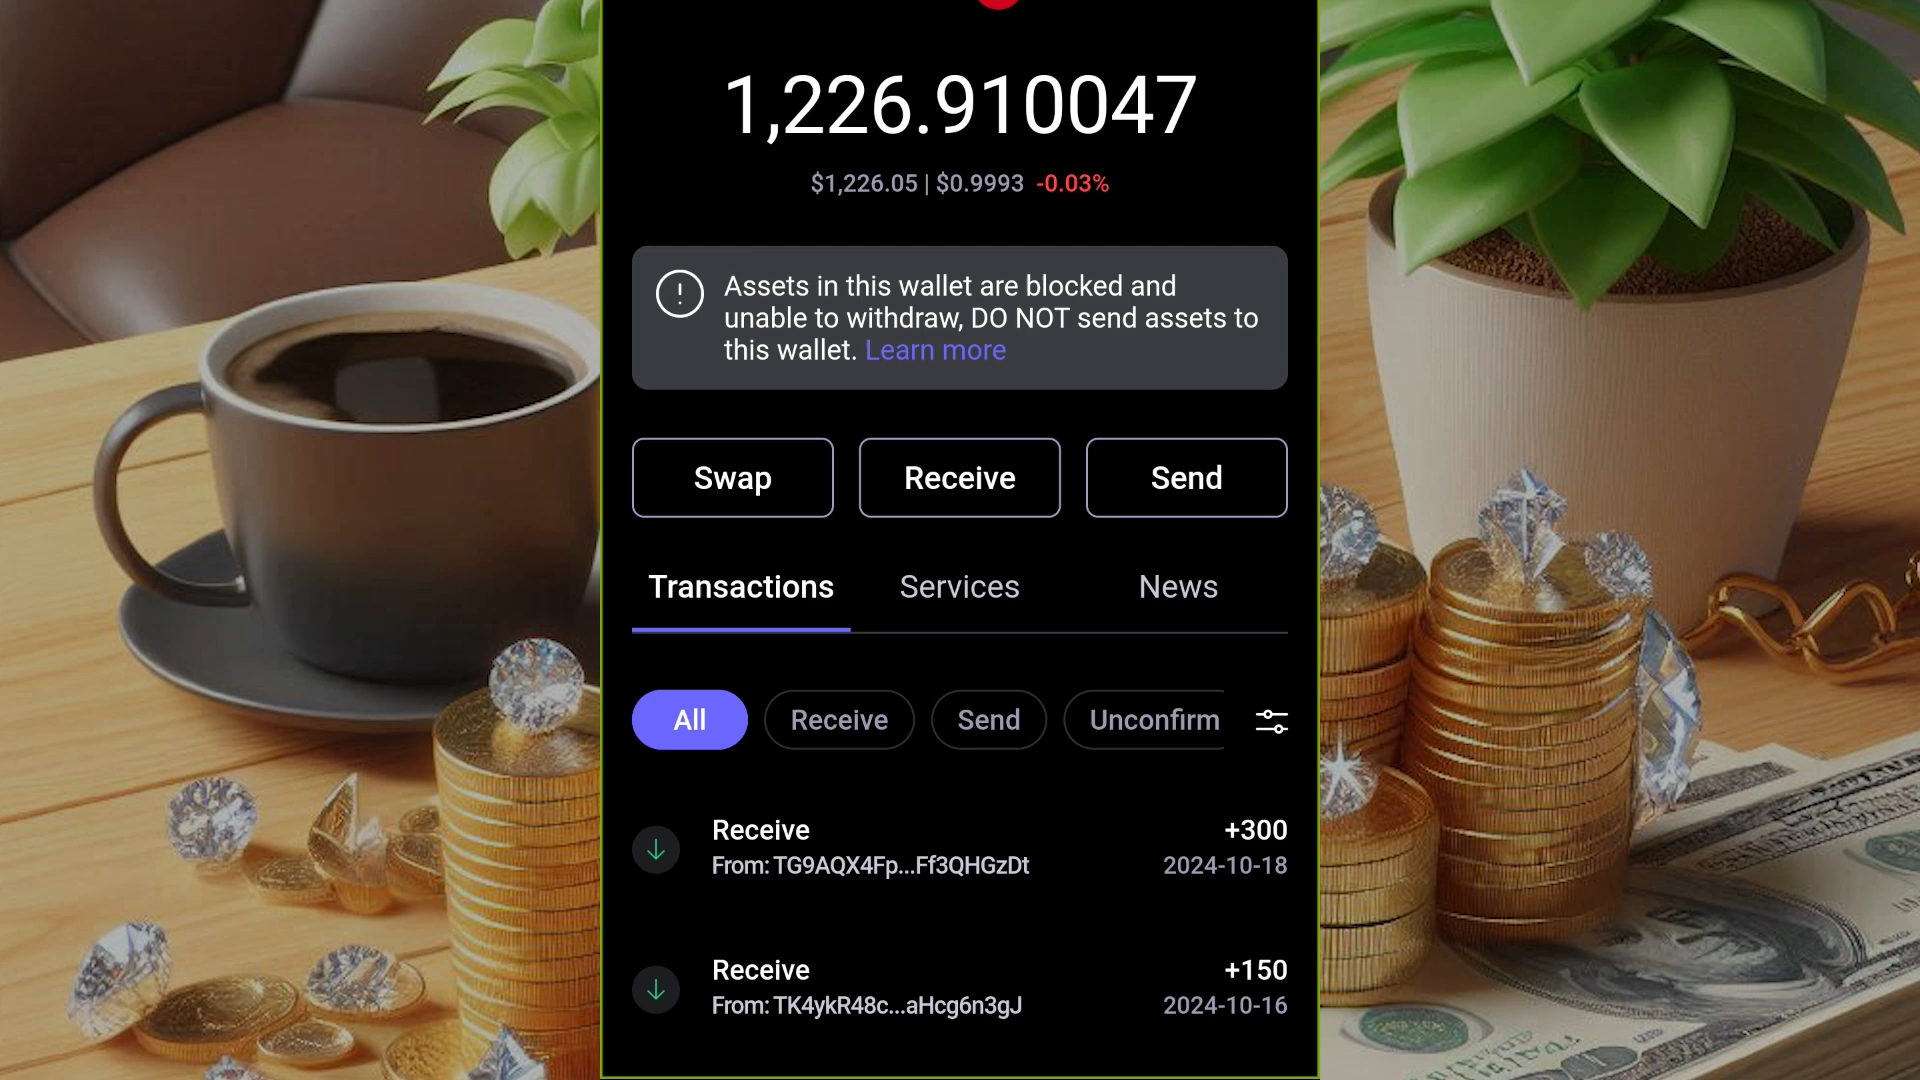 1,226.910047
$1,226.05 | $0.9993 -0.03%
Assets in this wallet are blocked and
unable to withdraw, DO NOT send assets to
this wallet. Learn more
Swap Receive Send
Transactions Services News
All Receive Send Unconfirm
Receive +300
From: TG9AQX4Fp...Ff3QHGzDt 2024-10-18
Receive +150
From: TK4ykR48c...aHcg6n3gJ 2024-10-16